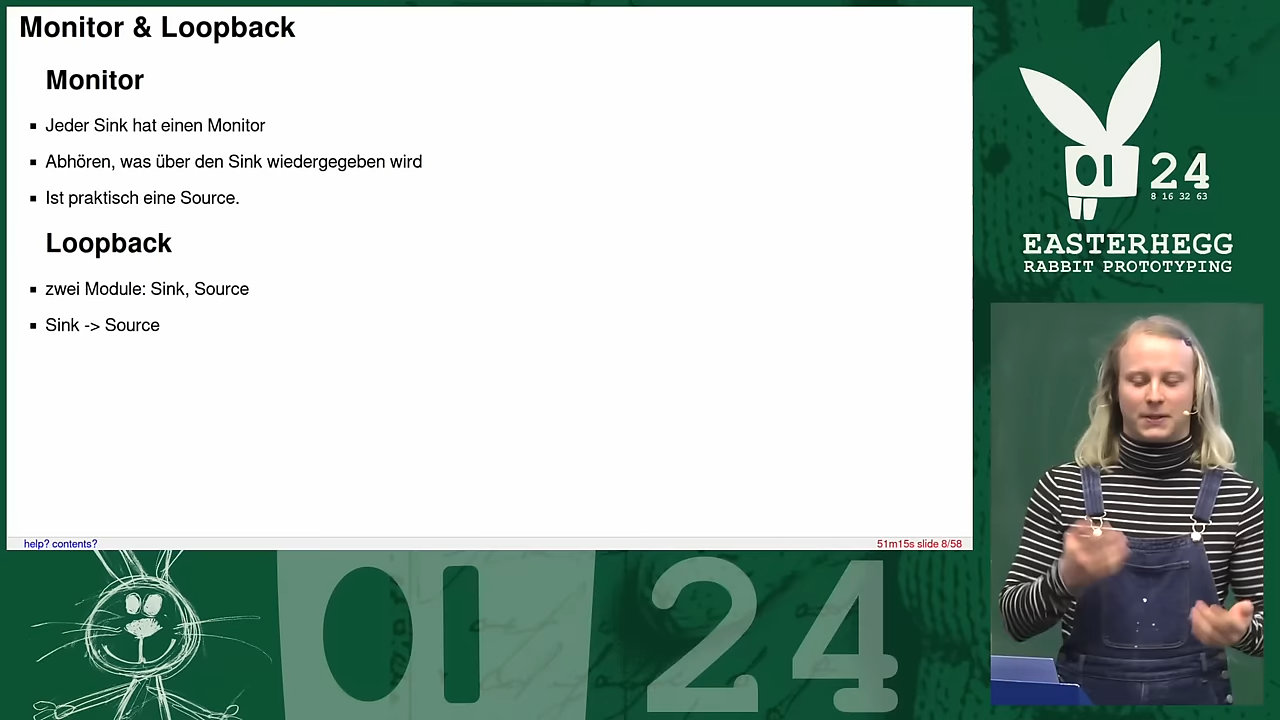 Monitor & Loopback
Monitor
Jeder Sink hat einen Monitor
Abhören, was über den Sink wiedergegeben wird
Ist praktisch eine Source.
Loopback
zwei Module: Sink, Source
Sink -> Source
help? contents?
51m15s slide 8/58
24
8 16 32 63
EASTERHEGG
RABBIT PROTOTYPING
24